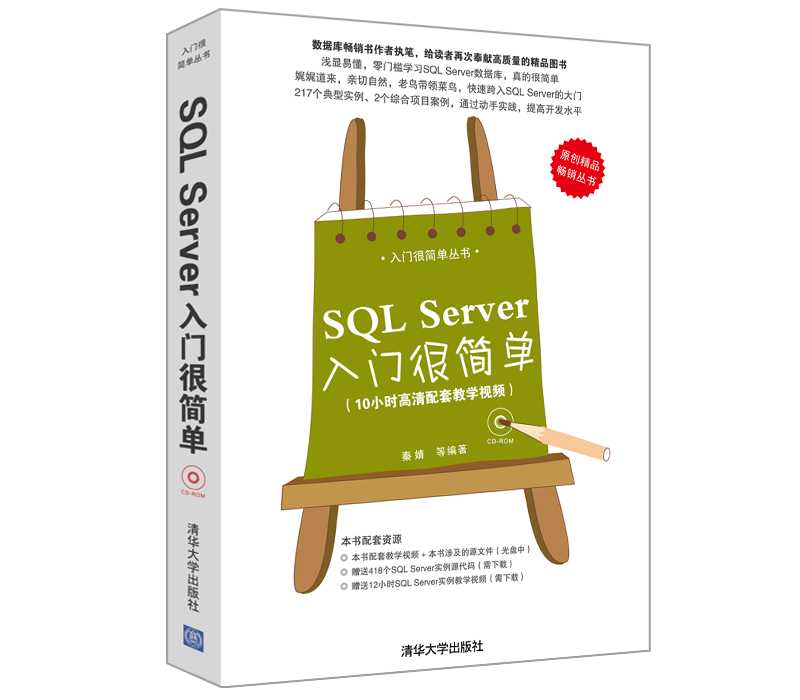 入门很
简单丛书
SQL Server 入门很简单
CD-ROM
清华大学出版社
数据库畅销书作者执笔，给读者再次奉献高质量的精品图书
浅显易懂，零门槛学习SQL Server数据库，真的很简单
娓娓道来，亲切自然，老鸟带领菜鸟，快速跨入SQL Server的大门
217个典型实例、2个综合项目案例，通过动手实践，提高开发水平
原创精品
畅销丛书
• 入门很简单丛书 •
SQL Server
入门很简单
（10小时高清配套教学视频）
CD-ROM
秦婧 等编著
本书配套资源
本书配套教学视频 + 本书涉及的源文件（光盘中）
赠送418个SQL Server实例源代码（需下载）
赠送12小时SQL Server实例教学视频（需下载）
清华大学出版社